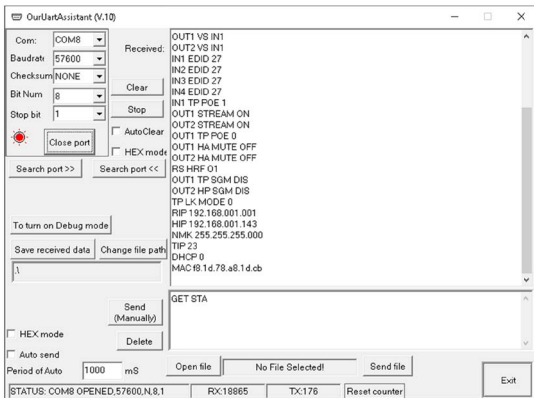 OurUartAssistant (V.10)
Com: COM8
Baudrate 57600
Checksum NONE
Bit Num 8
Stop bit 1
Close port
Search port >>
Search port <<
Received:
Clear
Stop
AutoClear
HEX mode
To turn on Debug mode
Save received data
Change file path
.\
OUT1 VS IN1
OUT2 VS IN1
IN1 EDID 27
IN2 EDID 27
IN3 EDID 27
IN4 EDID 27
IN1 TP POE 1
OUT1 STREAM ON
OUT2 STREAM ON
OUT1 TP POE 0
OUT1 HA MUTE OFF
OUT2 HA MUTE OFF
RS HRF O1
OUT1 TP SGM DIS
OUT2 HP SGM DIS
TP LK MODE 0
RIP 192.168.001.001
HIP 192.168.001.143
NMK 255.255.255.000
TIP 23
DHCP 0
MAC f8.1d.78.a8.1d.cb
Send
(Manually)
Delete
GET STA
HEX mode
Auto send
Period of Auto 1000 mS
Open file
No File Selected!
Send file
Exit
STATUS: COM8 OPENED,57600,N,8,1
RX:18865
TX:176
Reset counter